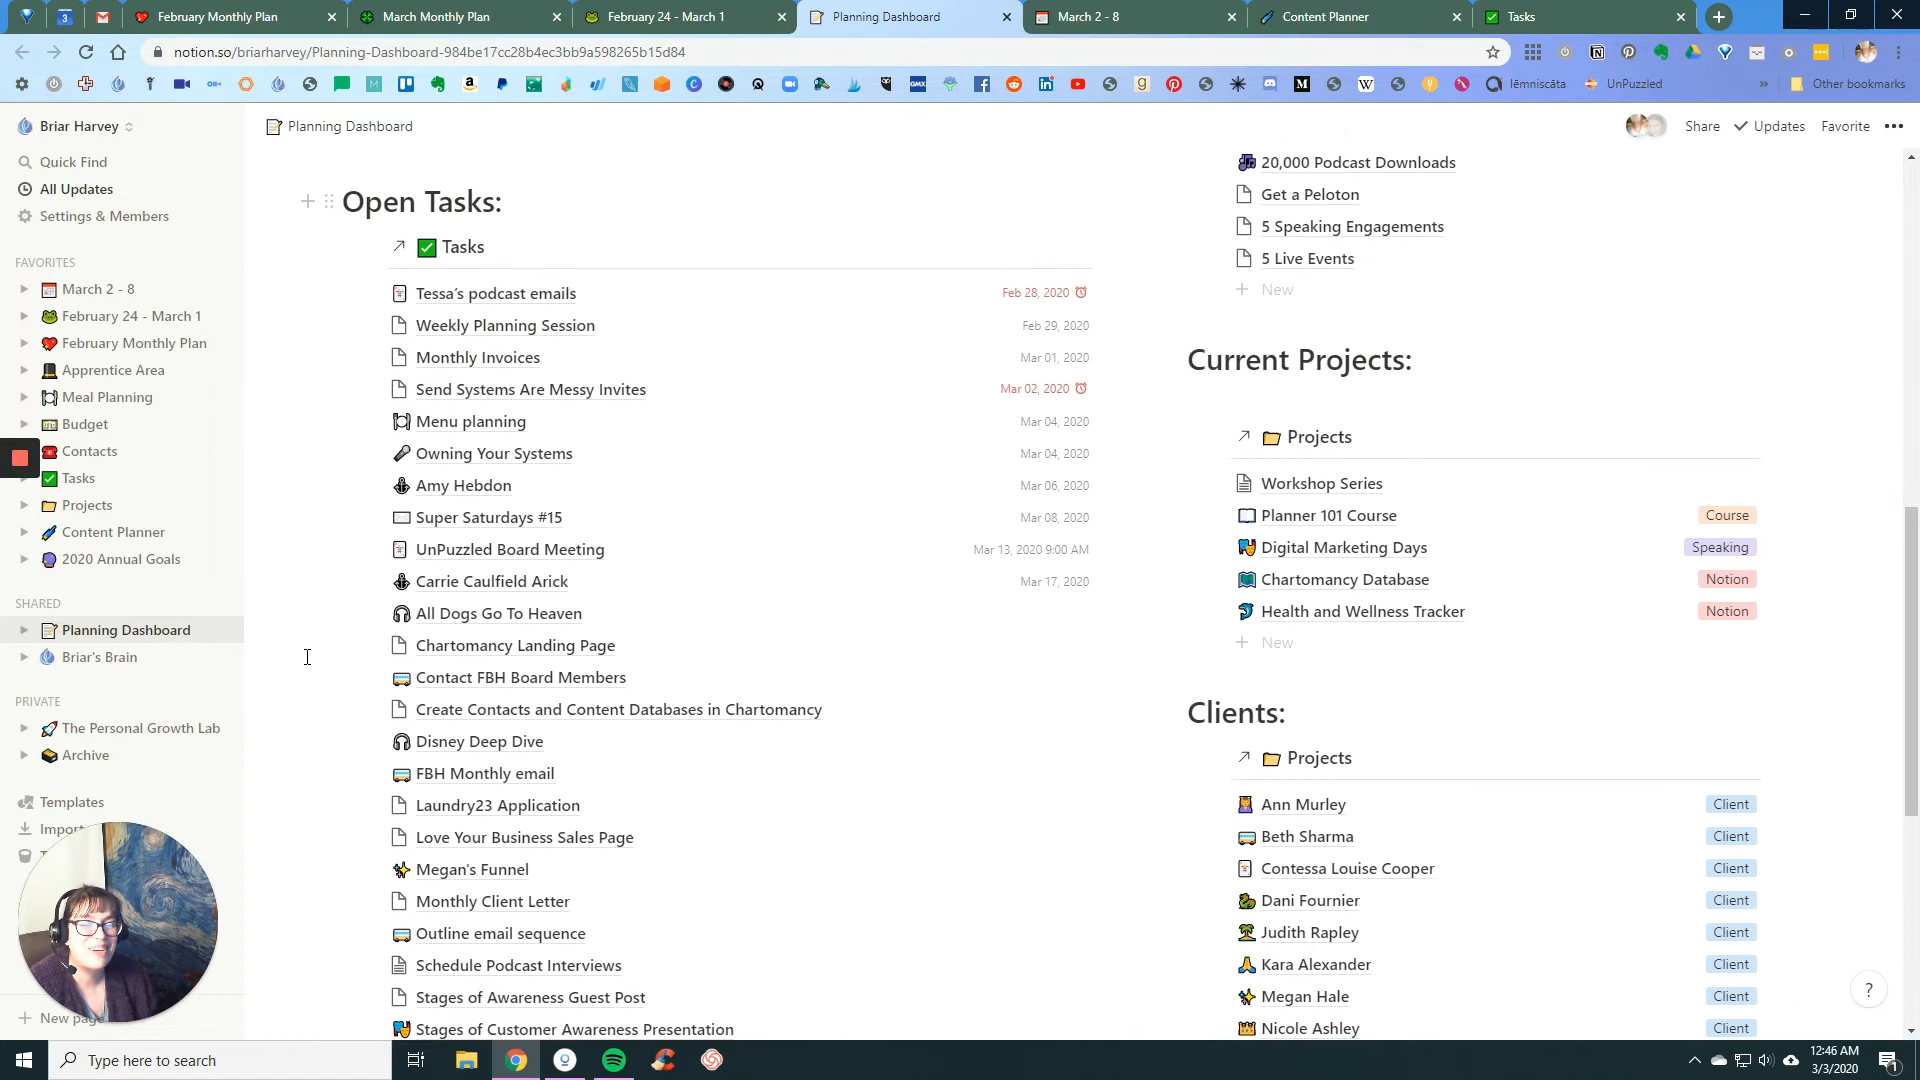 February Monthly Plan
March Monthly Plan
February 24 - March 1
Planning Dashboard
March 2 - 8
Content Planner
Tasks
notion.so/briarharvey/Planning-Dashboard-984be17cc28b4ec3bb9a598265b15d84
lēmniscāta
UnPuzzled
»
Other bookmarks
Briar Harvey
Quick Find
All Updates
Settings & Members
FAVORITES
March 2 - 8
February 24 - March 1
February Monthly Plan
Apprentice Area
Meal Planning
Budget
Contacts
Tasks
Projects
Content Planner
2020 Annual Goals
SHARED
Planning Dashboard
Briar's Brain
PRIVATE
The Personal Growth Lab
Archive
Templates
Import
New page
Planning Dashboard
Share
Updates
Favorite
Open Tasks:
Tasks
Tessa's podcast emails Feb 28, 2020
Weekly Planning Session Feb 29, 2020
Monthly Invoices Mar 01, 2020
Send Systems Are Messy Invites Mar 02, 2020
Menu planning Mar 04, 2020
Owning Your Systems Mar 04, 2020
Amy Hebdon Mar 06, 2020
Super Saturdays #15 Mar 08, 2020
UnPuzzled Board Meeting Mar 13, 2020 9:00 AM
Carrie Caulfield Arick Mar 17, 2020
All Dogs Go To Heaven
Chartomancy Landing Page
Contact FBH Board Members
Create Contacts and Content Databases in Chartomancy
Disney Deep Dive
FBH Monthly email
Laundry23 Application
Love Your Business Sales Page
Megan's Funnel
Monthly Client Letter
Outline email sequence
Schedule Podcast Interviews
Stages of Awareness Guest Post
Stages of Customer Awareness Presentation
20,000 Podcast Downloads
Get a Peloton
5 Speaking Engagements
5 Live Events
New
Current Projects:
Projects
Workshop Series
Planner 101 Course Course
Digital Marketing Days Speaking
Chartomancy Database Notion
Health and Wellness Tracker Notion
New
Clients:
Projects
Ann Murley Client
Beth Sharma Client
Contessa Louise Cooper Client
Dani Fournier Client
Judith Rapley Client
Kara Alexander Client
Megan Hale Client
Nicole Ashley Client
?
Type here to search
12:46 AM
3/3/2020